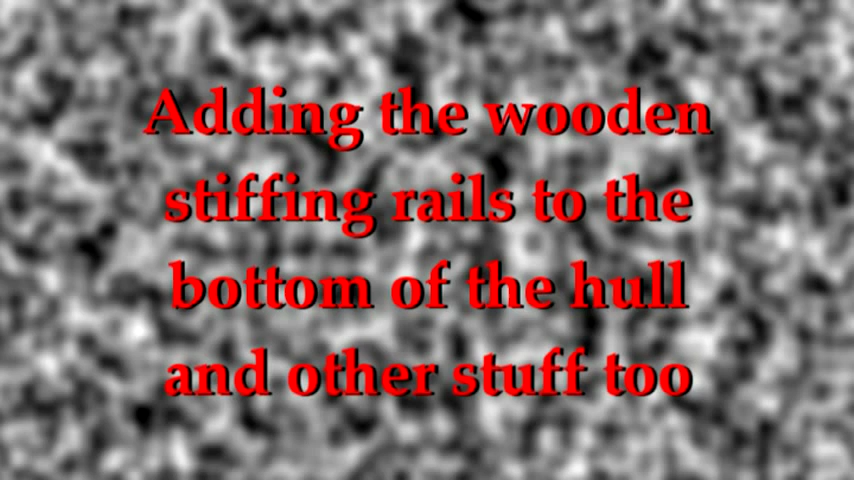 Adding the wooden
stiffing rails to the
bottom of the hull
and other stuff too